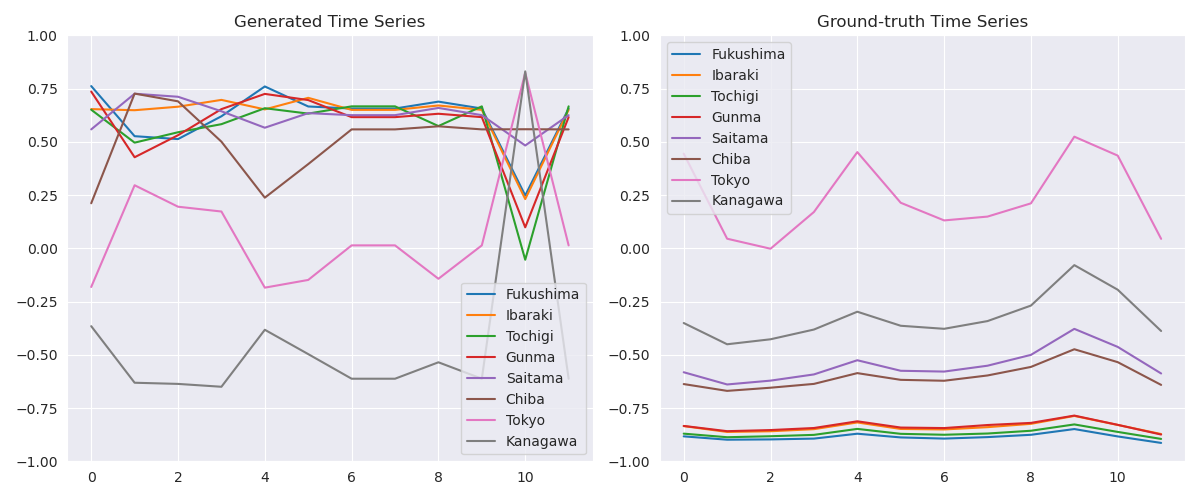 Generated Time Series
1.00
0.75
0.50
0.25
0.00
−0.25
−0.50
−0.75
−1.00
0
2
4
6
8
10
Fukushima
Ibaraki
Tochigi
Gunma
Saitama
Chiba
Tokyo
Kanagawa
Ground-truth Time Series
1.00
0.75
0.50
0.25
0.00
−0.25
−0.50
−0.75
−1.00
0
2
4
6
8
10
Fukushima
Ibaraki
Tochigi
Gunma
Saitama
Chiba
Tokyo
Kanagawa